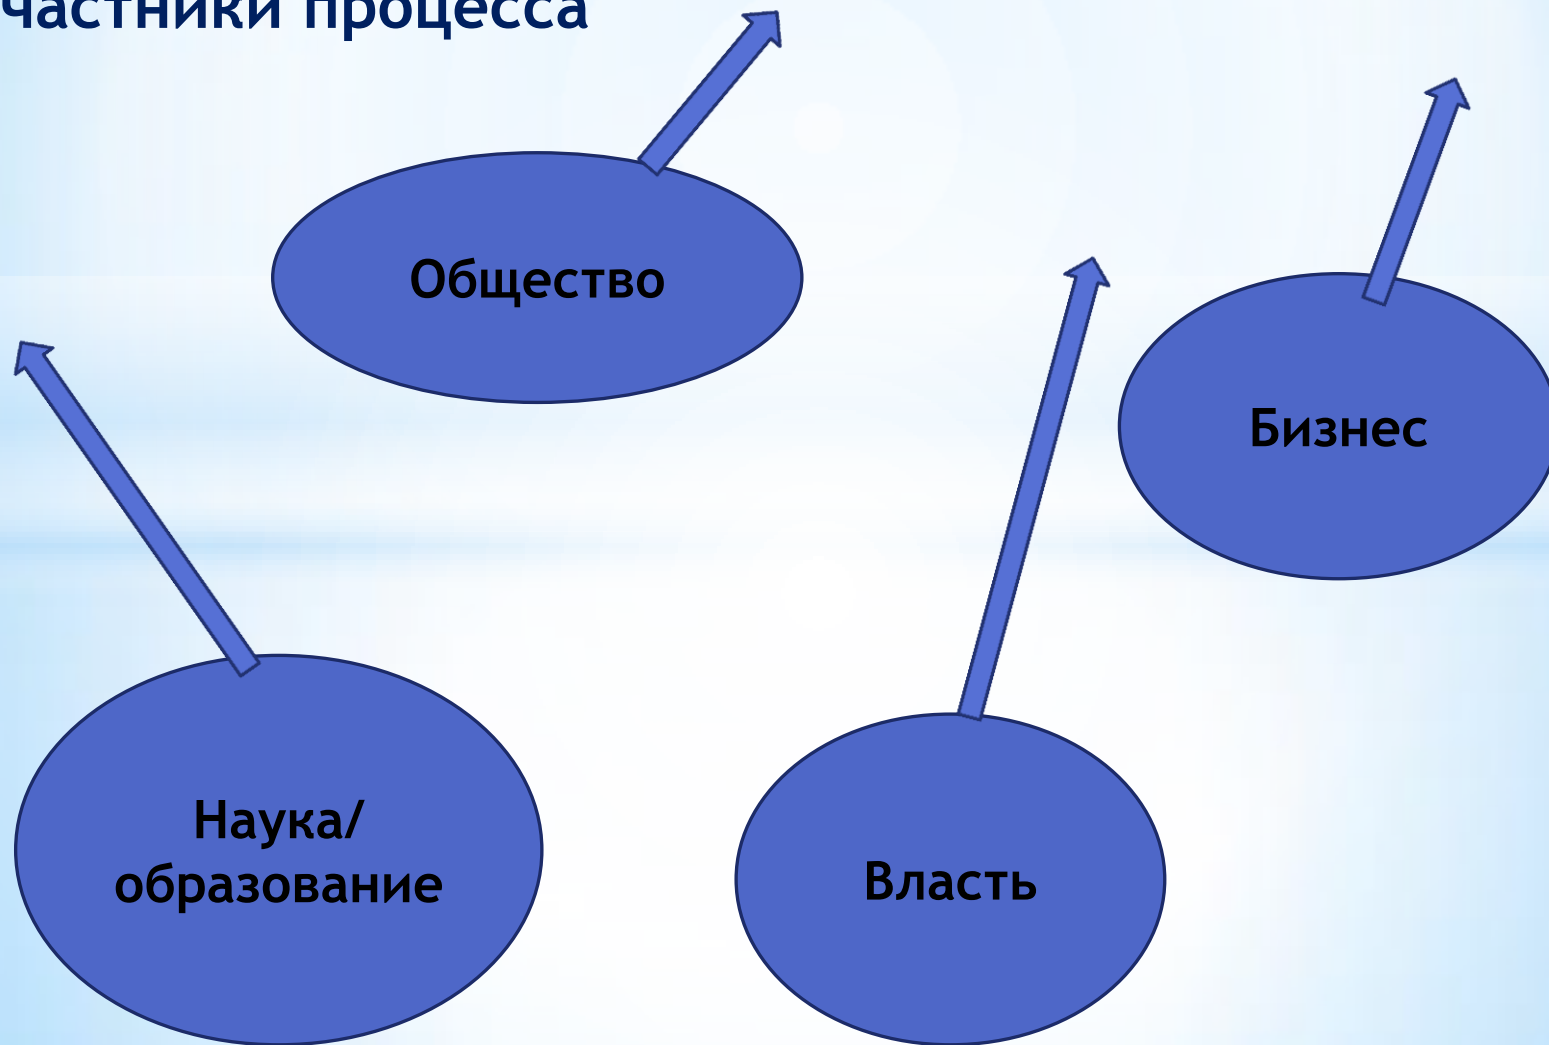 частники процесса
Общество
Бизнес
Наука/
образование
Власть